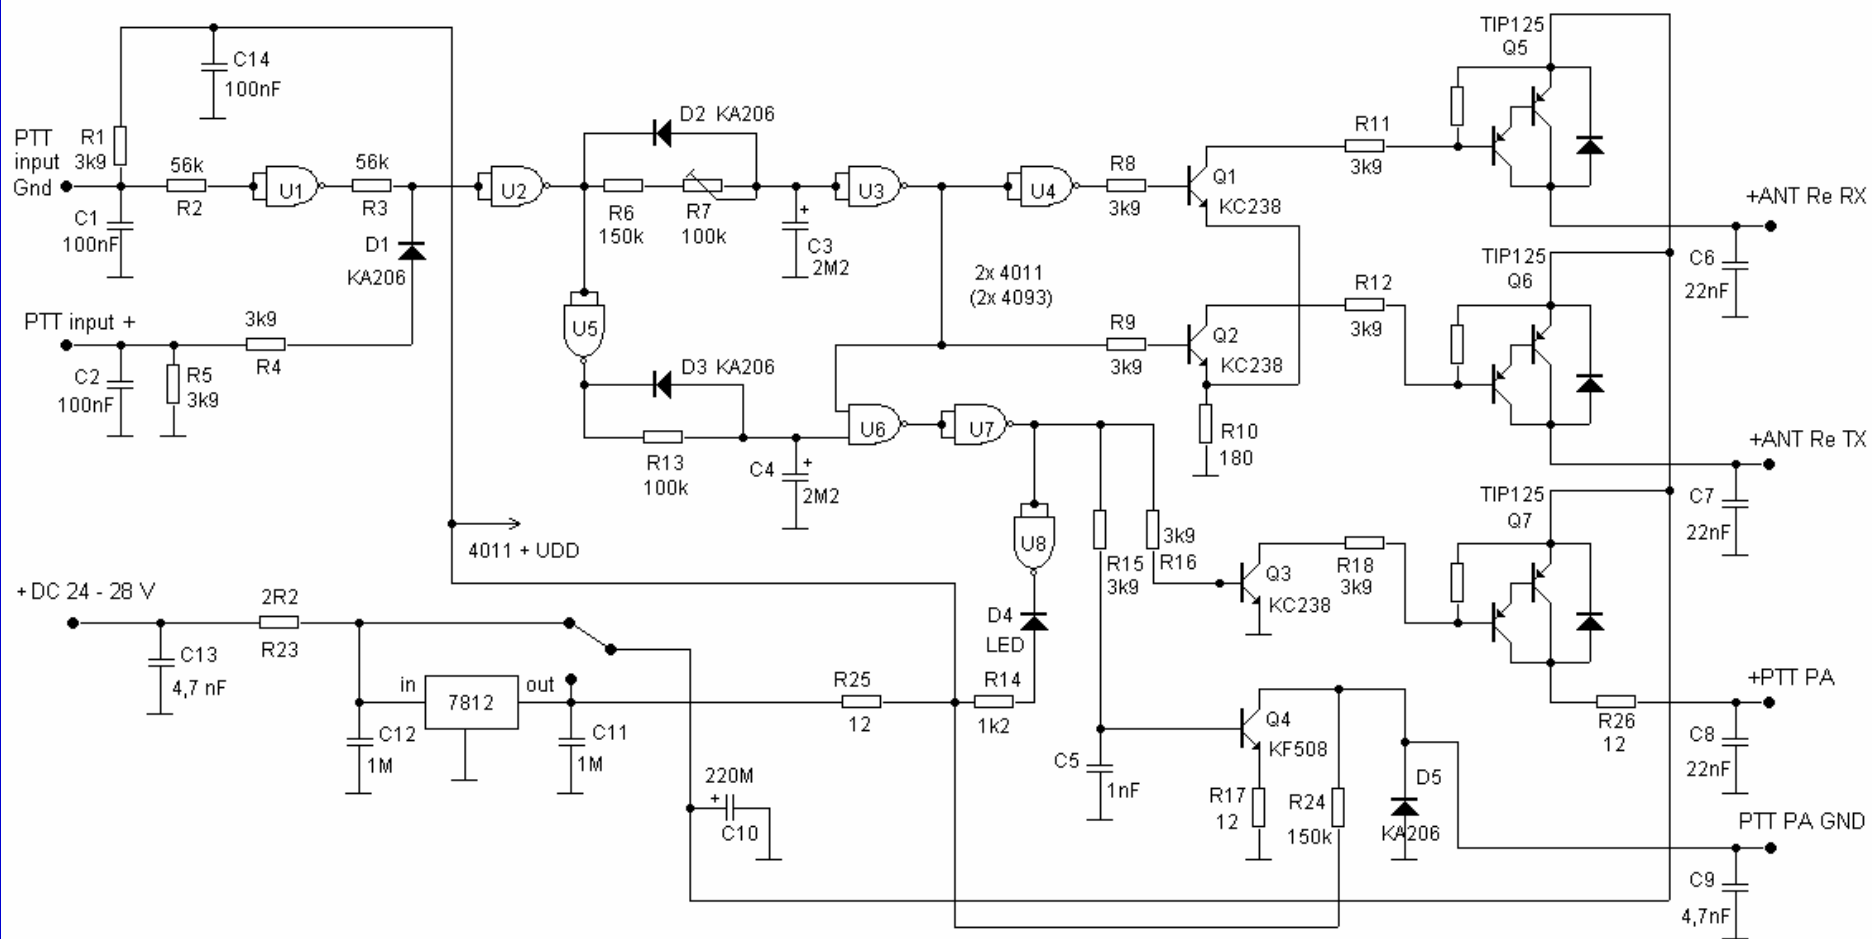 TIP125
Q5
C14
100nF
D2 KA206
PTT
input
Gnd
R1
3k9
56k
R2
U1
56k
R3
U2
R6
150k
R7
100k
+
C3
2M2
U3
U4
R8
3k9
Q1
KC238
R11
3k9
+ANT Re RX
C6
22nF
C1
100nF
D1
KA206
2x 4011
(2x 4093)
TIP125
Q6
R12
3k9
PTT input +
3k9
R4
U5
R9
3k9
Q2
KC238
C2
100nF
R5
3k9
D3 KA206
R13
100k
C4
+
2M2
U6
U7
R10
180
+ANT Re TX
C7
22nF
TIP125
Q7
4011 + UDD
U8
R15
3k9
3k9
R16
Q3
KC238
R18
3k9
+DC 24 - 28 V
2R2
R23
C13
4,7 nF
in
7812
out
C12
1M
C11
1M
R25
12
D4
LED
R14
1k2
+PTT PA
R26
12
C8
22nF
Q4
KF508
C5
1nF
R17
12
R24
150k
D5
KA206
220M
+
C10
PTT PA GND
C9
4,7nF